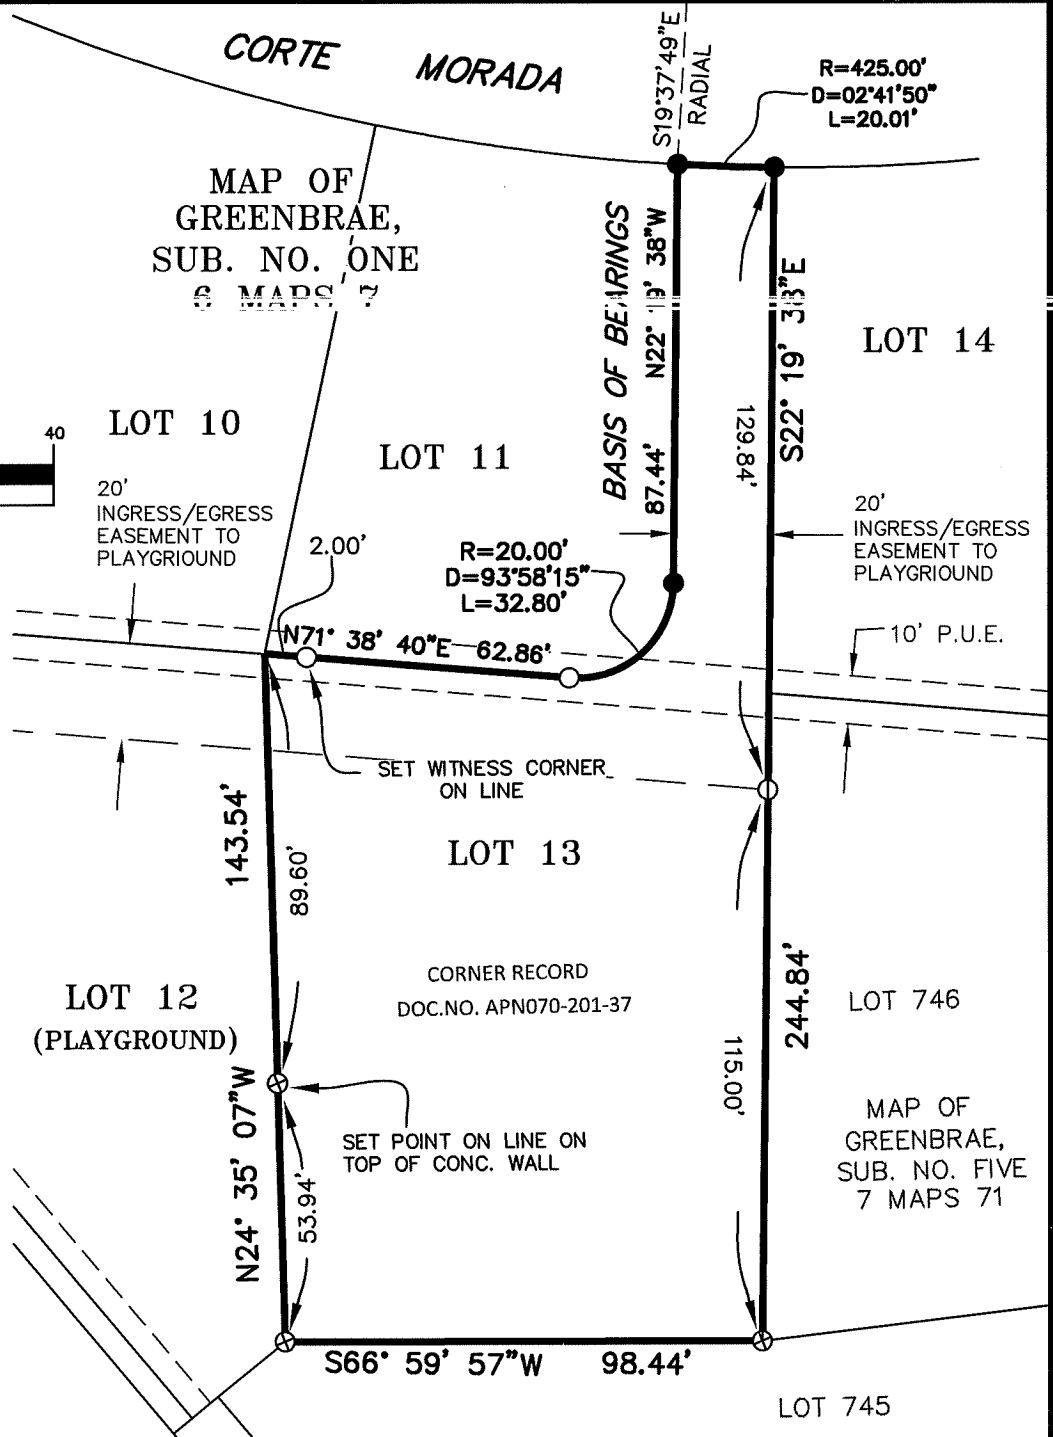 CORTE MORADA
S19°37'49"E
RADIAL
R=425.00'
D=02°41'50"
L=20.01'
MAP OF
GREENBRAE,
SUB. NO. ONE
6 MAPS 7
BASIS OF BEARINGS
N22° 19' 38"W
87.44'
S22° 19' 38"E
129.84'
LOT 14
LOT 10
40
LOT 11
20'
INGRESS/EGRESS
EASEMENT TO
PLAYGRIOUND
2.00'
R=20.00'
D=93°58'15"
L=32.80'
20'
INGRESS/EGRESS
EASEMENT TO
PLAYGRIOUND
N71° 38' 40"E 62.86'
10' P.U.E.
SET WITNESS CORNER
ON LINE
143.54'
89.60'
LOT 13
CORNER RECORD
DOC.NO. APN070-201-37
LOT 12
(PLAYGROUND)
244.84'
LOT 746
115.00'
N24° 35' 07"W
53.94'
SET POINT ON LINE ON
TOP OF CONC. WALL
MAP OF
GREENBRAE,
SUB. NO. FIVE
7 MAPS 71
S66° 59' 57"W 98.44'
LOT 745